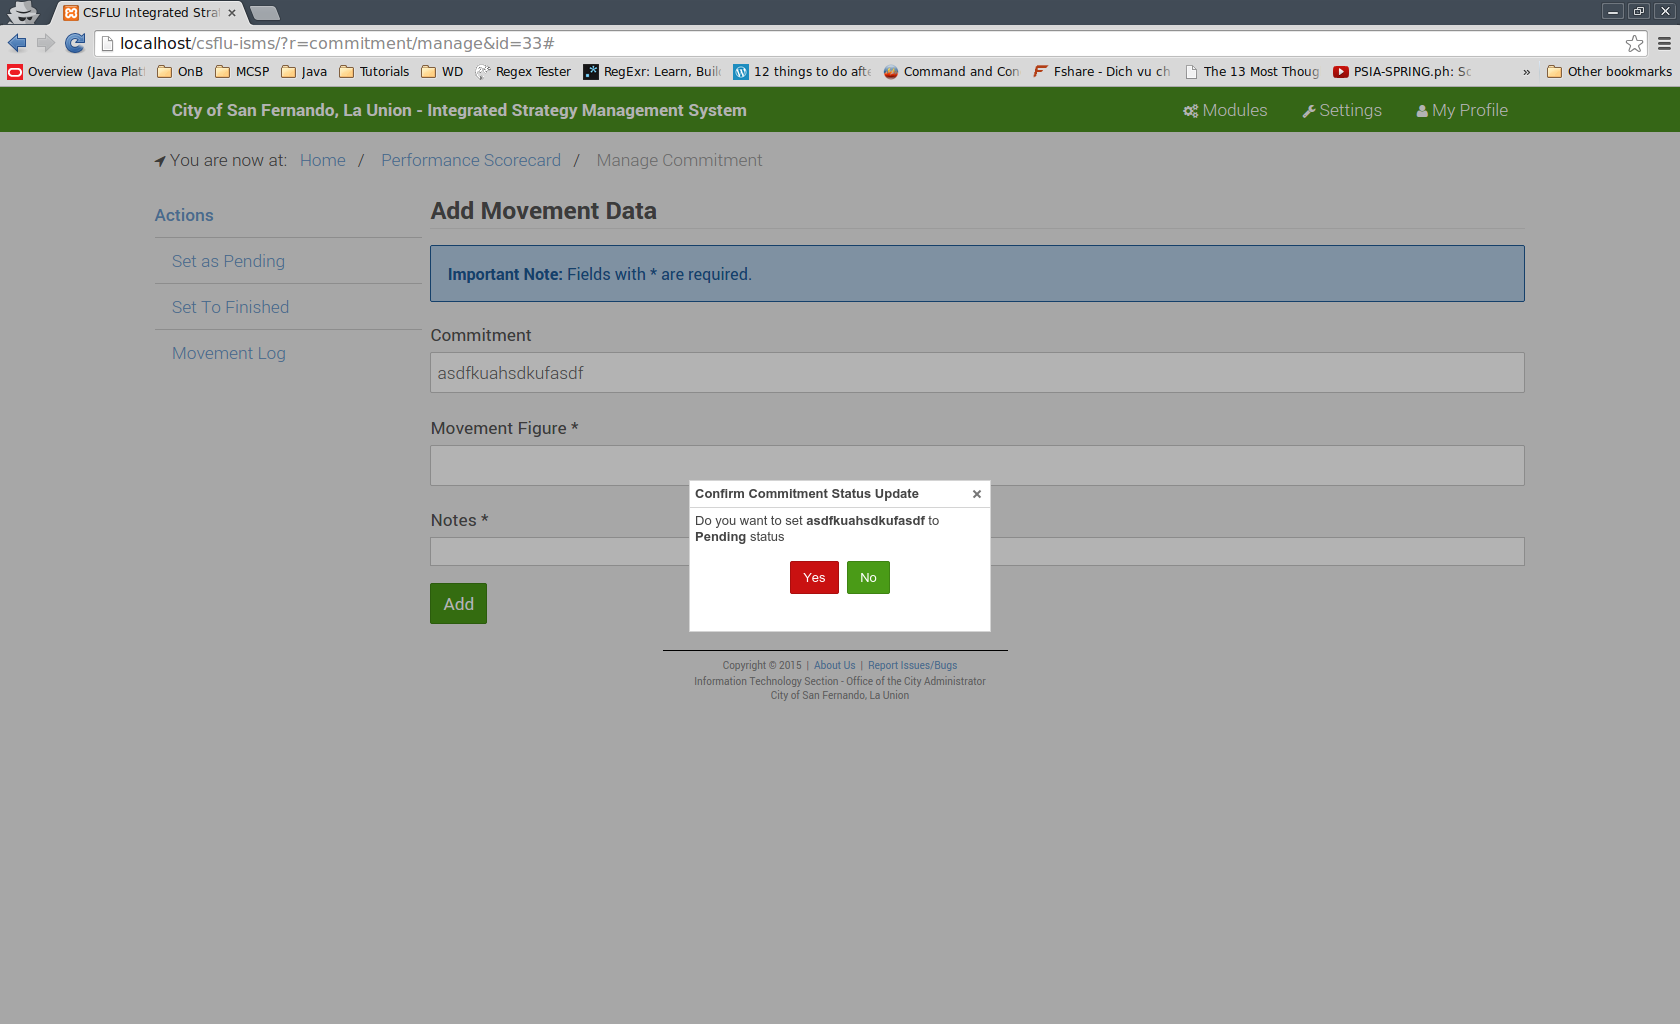 CSFLU Integrated Stra
localhost/csflu-isms/?r=commitment/manage&id=33#
Overview (Java Plat OnB MCSP Java Tutorials WD Regex Tester RegExr: Learn, Buil 12 things to do afte Command and Con Fshare - Dich vu ch The 13 Most Thoug PSIA-SPRING.ph: Sc » Other bookmarks
City of San Fernando, La Union - Integrated Strategy Management System Modules Settings My Profile
You are now at: Home / Performance Scorecard / Manage Commitment
Actions
Set as Pending
Set To Finished
Movement Log
Add Movement Data
Important Note: Fields with * are required.
Commitment
asdfkuahsdkufasdf
Movement Figure *
Notes *
Add
Confirm Commitment Status Update ×
Do you want to set asdfkuahsdkufasdf to
Pending status
Yes No
Copyright © 2015 | About Us | Report Issues/Bugs
Information Technology Section - Office of the City Administrator
City of San Fernando, La Union